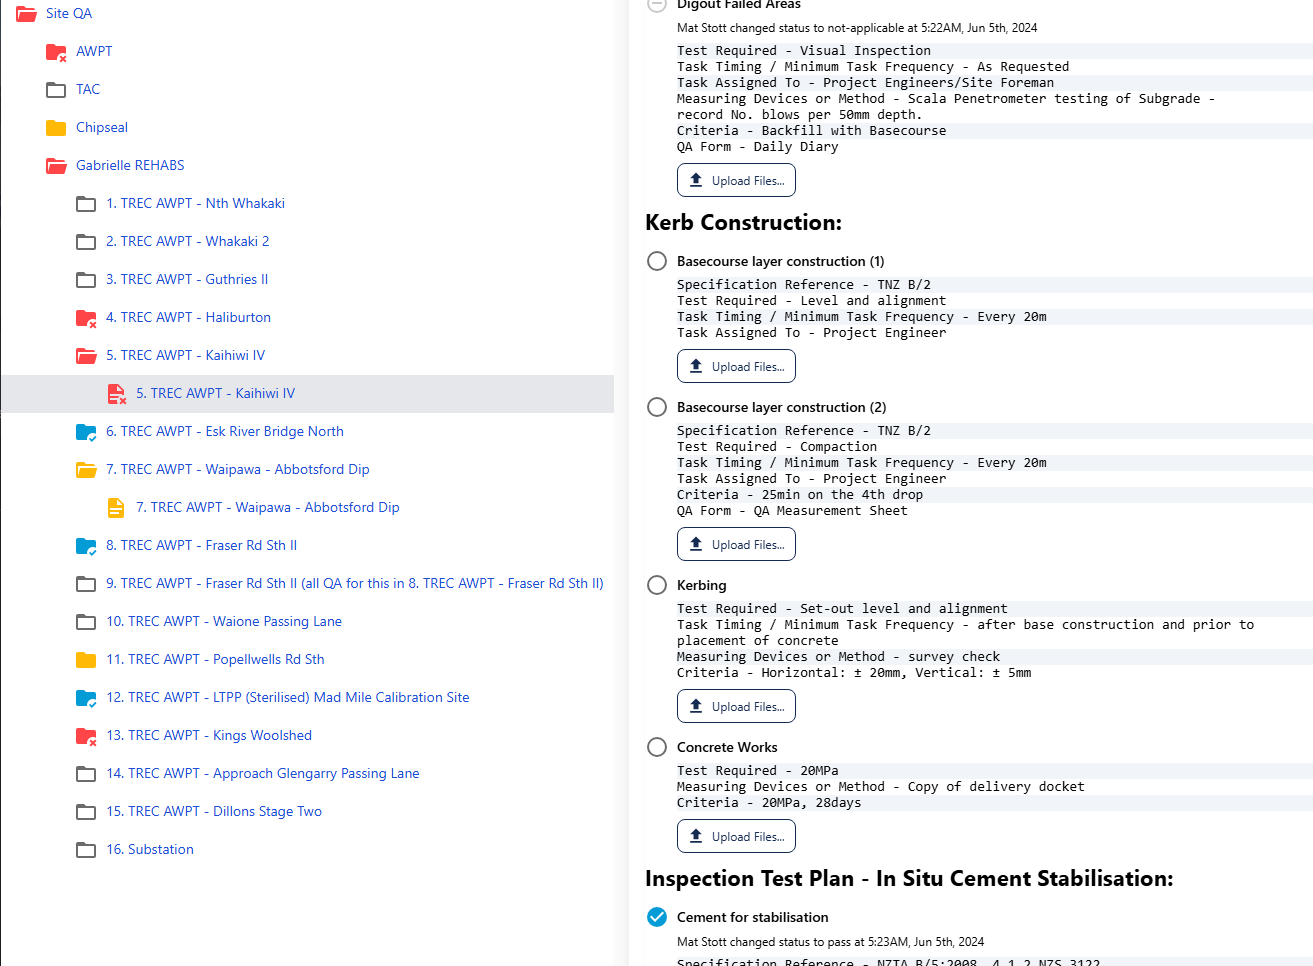 Site QA
AWPT
TAC
Chipseal
Gabrielle REHABS
1. TREC AWPT - Nth Whakaki
2. TREC AWPT - Whakaki 2
3. TREC AWPT - Guthries II
4. TREC AWPT - Haliburton
5. TREC AWPT - Kaihiwi IV
5. TREC AWPT - Kaihiwi IV
6. TREC AWPT - Esk River Bridge North
7. TREC AWPT - Waipawa - Abbotsford Dip
7. TREC AWPT - Waipawa - Abbotsford Dip
8. TREC AWPT - Fraser Rd Sth II
9. TREC AWPT - Fraser Rd Sth II (all QA for this in 8. TREC AWPT - Fraser Rd Sth II)
10. TREC AWPT - Waione Passing Lane
11. TREC AWPT - Popellwells Rd Sth
12. TREC AWPT - LTPP (Sterilised) Mad Mile Calibration Site
13. TREC AWPT - Kings Woolshed
14. TREC AWPT - Approach Glengarry Passing Lane
15. TREC AWPT - Dillons Stage Two
16. Substation
Digout Failed Areas
Mat Stott changed status to not-applicable at 5:22AM, Jun 5th, 2024
Test Required - Visual Inspection
Task Timing / Minimum Task Frequency - As Requested
Task Assigned To - Project Engineers/Site Foreman
Measuring Devices or Method - Scala Penetrometer testing of Subgrade -
record No. blows per 50mm depth.
Criteria - Backfill with Basecourse
QA Form - Daily Diary
Upload Files...
Kerb Construction:
Basecourse layer construction (1)
Specification Reference - TNZ B/2
Test Required - Level and alignment
Task Timing / Minimum Task Frequency - Every 20m
Task Assigned To - Project Engineer
Upload Files...
Basecourse layer construction (2)
Specification Reference - TNZ B/2
Test Required - Compaction
Task Timing / Minimum Task Frequency - Every 20m
Task Assigned To - Project Engineer
Criteria - 25min on the 4th drop
QA Form - QA Measurement Sheet
Upload Files...
Kerbing
Test Required - Set-out level and alignment
Task Timing / Minimum Task Frequency - after base construction and prior to
placement of concrete
Measuring Devices or Method - survey check
Criteria - Horizontal: ± 20mm, Vertical: ± 5mm
Upload Files...
Concrete Works
Test Required - 20MPa
Measuring Devices or Method - Copy of delivery docket
Criteria - 20MPa, 28days
Upload Files...
Inspection Test Plan - In Situ Cement Stabilisation:
Cement for stabilisation
Mat Stott changed status to pass at 5:23AM, Jun 5th, 2024
Specification Reference - NZTA B/5:2008, 4.1.2 NZS 3122